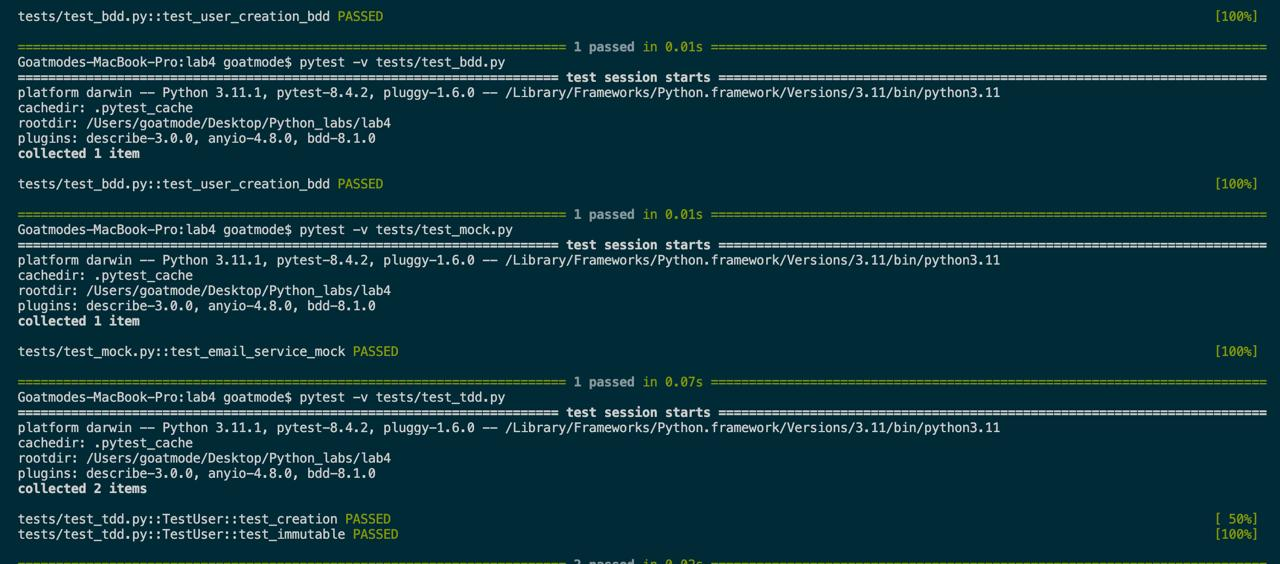 tests/test_bdd.py::test_user_creation_bdd PASSED [100%]
============================== 1 passed in 0.01s ==============================
Goatmodes-MacBook-Pro:lab4 goatmode$ pytest -v tests/test_bdd.py
============================== test session starts ==============================
platform darwin -- Python 3.11.1, pytest-8.4.2, pluggy-1.6.0 -- /Library/Frameworks/Python.framework/Versions/3.11/bin/python3.11
cachedir: .pytest_cache
rootdir: /Users/goatmode/Desktop/Python_labs/lab4
plugins: describe-3.0.0, anyio-4.8.0, bdd-8.1.0
collected 1 item
tests/test_bdd.py::test_user_creation_bdd PASSED [100%]
============================== 1 passed in 0.01s ==============================
Goatmodes-MacBook-Pro:lab4 goatmode$ pytest -v tests/test_mock.py
============================== test session starts ==============================
platform darwin -- Python 3.11.1, pytest-8.4.2, pluggy-1.6.0 -- /Library/Frameworks/Python.framework/Versions/3.11/bin/python3.11
cachedir: .pytest_cache
rootdir: /Users/goatmode/Desktop/Python_labs/lab4
plugins: describe-3.0.0, anyio-4.8.0, bdd-8.1.0
collected 1 item
tests/test_mock.py::test_email_service_mock PASSED [100%]
============================== 1 passed in 0.07s ==============================
Goatmodes-MacBook-Pro:lab4 goatmode$ pytest -v tests/test_tdd.py
============================== test session starts ==============================
platform darwin -- Python 3.11.1, pytest-8.4.2, pluggy-1.6.0 -- /Library/Frameworks/Python.framework/Versions/3.11/bin/python3.11
cachedir: .pytest_cache
rootdir: /Users/goatmode/Desktop/Python_labs/lab4
plugins: describe-3.0.0, anyio-4.8.0, bdd-8.1.0
collected 2 items
tests/test_tdd.py::TestUser::test_creation PASSED [ 50%]
tests/test_tdd.py::TestUser::test_immutable PASSED [100%]